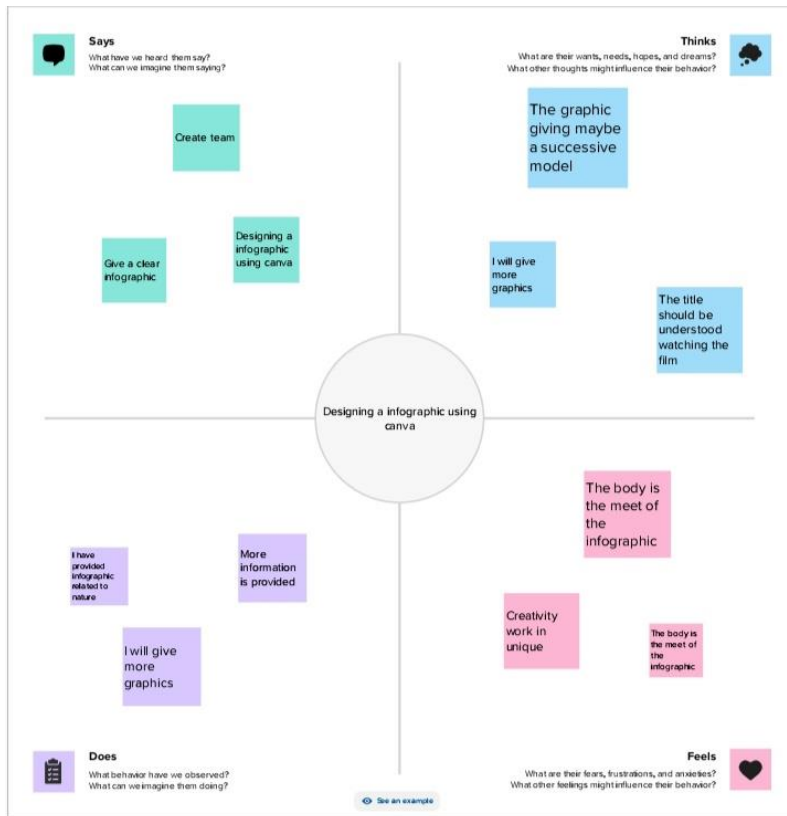 Says
What have we heard them say?
What can we imagine them saying?
Create team
Give a clear
infographic
Designing a
infographic
using canva
Thinks
What are their wants, needs, hopes, and dreams?
What other thoughts might influence their behavior?
The graphic
giving maybe
a successive
model
I will give
more
graphics
The title
should be
understood
watching the
film
Designing a infographic using
canva
I have
provided
infographic
related to
nature
More
information
is provided
I will give
more
graphics
Does
What behavior have we observed?
What can we imagine them doing?
The body is
the meet of
the
infographic
Creativity
work in
unique
The body is
the meet of
the
infographic
Feels
What are their fears, frustrations, and anxieties?
What other feelings might influence their behavior?
See an example